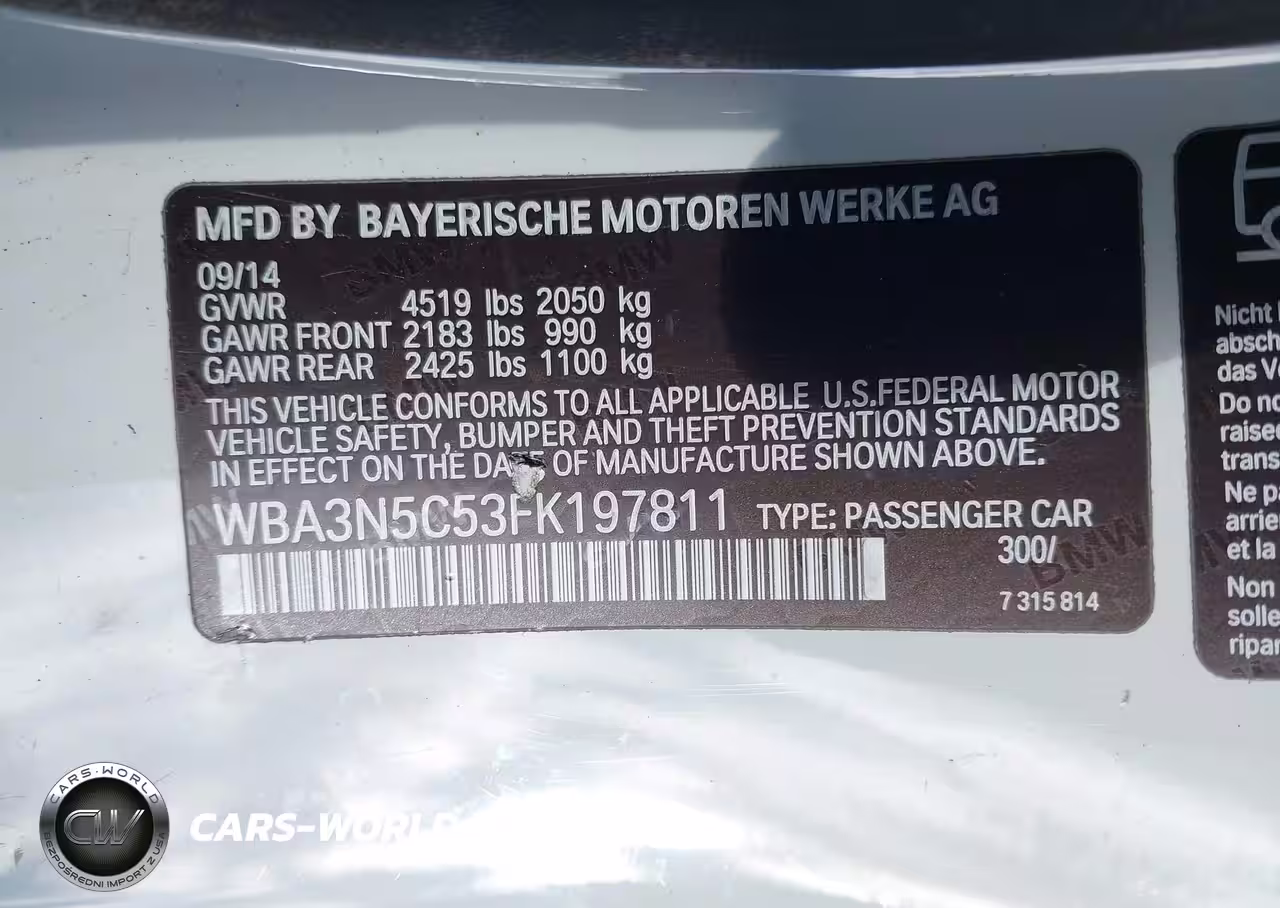 MFD BY BAYERISCHE MOTOREN WERKE AG
09/14
GVWR 4519 lbs 2050 kg
GAWR FRONT 2183 lbs 990 kg
GAWR REAR 2425 lbs 1100 kg
THIS VEHICLE CONFORMS TO ALL APPLICABLE U.S.FEDERAL MOTOR
VEHICLE SAFETY, BUMPER AND THEFT PREVENTION STANDARDS
IN EFFECT ON THE DATE OF MANUFACTURE SHOWN ABOVE.
WBA3N5C53FK197811 TYPE: PASSENGER CAR
300/
7 315 814
Nicht
absch
das
Do no
raise
trans
Ne pa
arrie
et la
Non
solle
ripar
CARS-WORLD
CW
BEZPOŚREDNI IMPORT Z USA
CARS-WORLD